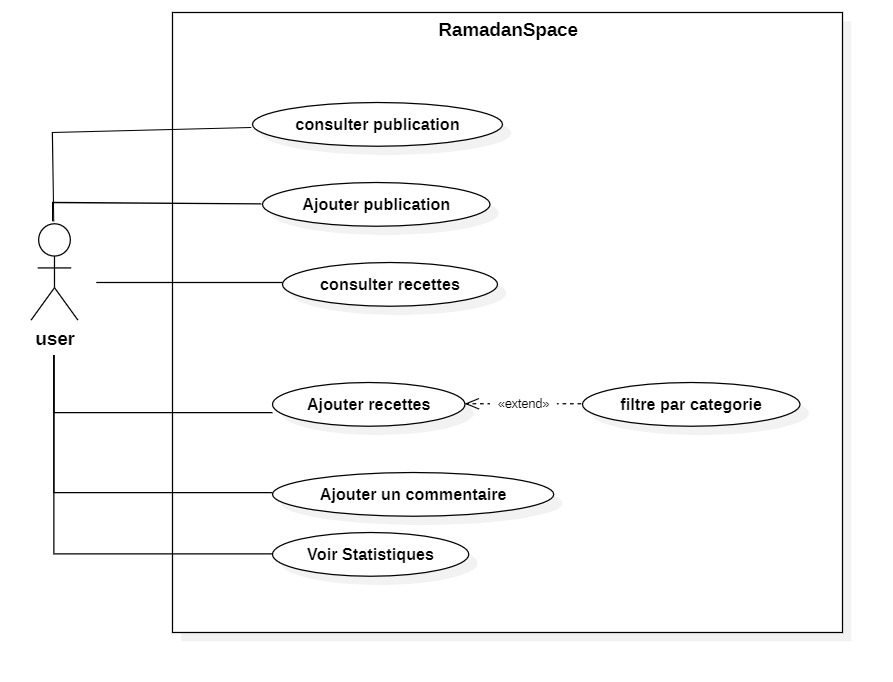 RamadanSpace
consulter publication
Ajouter publication
consulter recettes
user
Ajouter recettes
«extend»
filtre par categorie
Ajouter un commentaire
Voir Statistiques